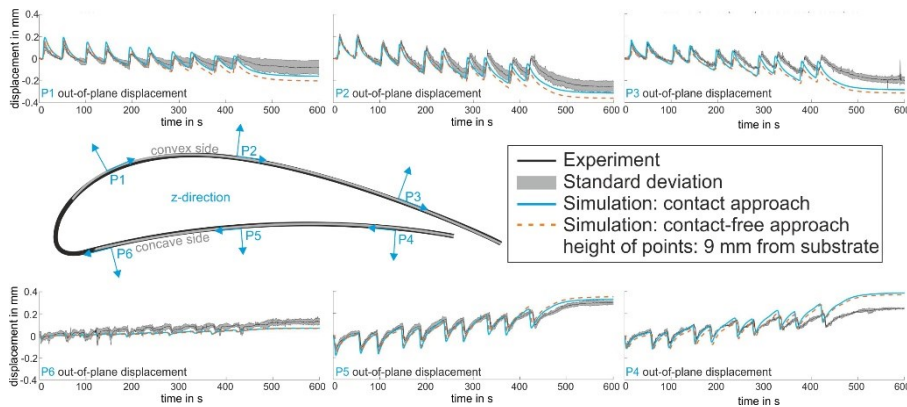 displacement in mm
0.4
0.2
0
-0.2
-0.4
P1 out-of-plane displacement
P2 out-of-plane displacement
P3 out-of-plane displacement
0 100 200 300 400 500 600
0 100 200 300 400 500 600
0 100 200 300 400 500 600
time in s
time in s
time in s
convex side
P1
P2
P3
z-direction
concave side
P6
P5
P4
Experiment
Standard deviation
Simulation: contact approach
Simulation: contact-free approach
height of points: 9 mm from substrate
displacement in mm
0.4
0.2
0
-0.2
P6 out-of-plane displacement
P5 out-of-plane displacement
P4 out-of-plane displacement
0 100 200 300 400 500 600
0 100 200 300 400 500 600
0 100 200 300 400 500 600
time in s
time in s
time in s